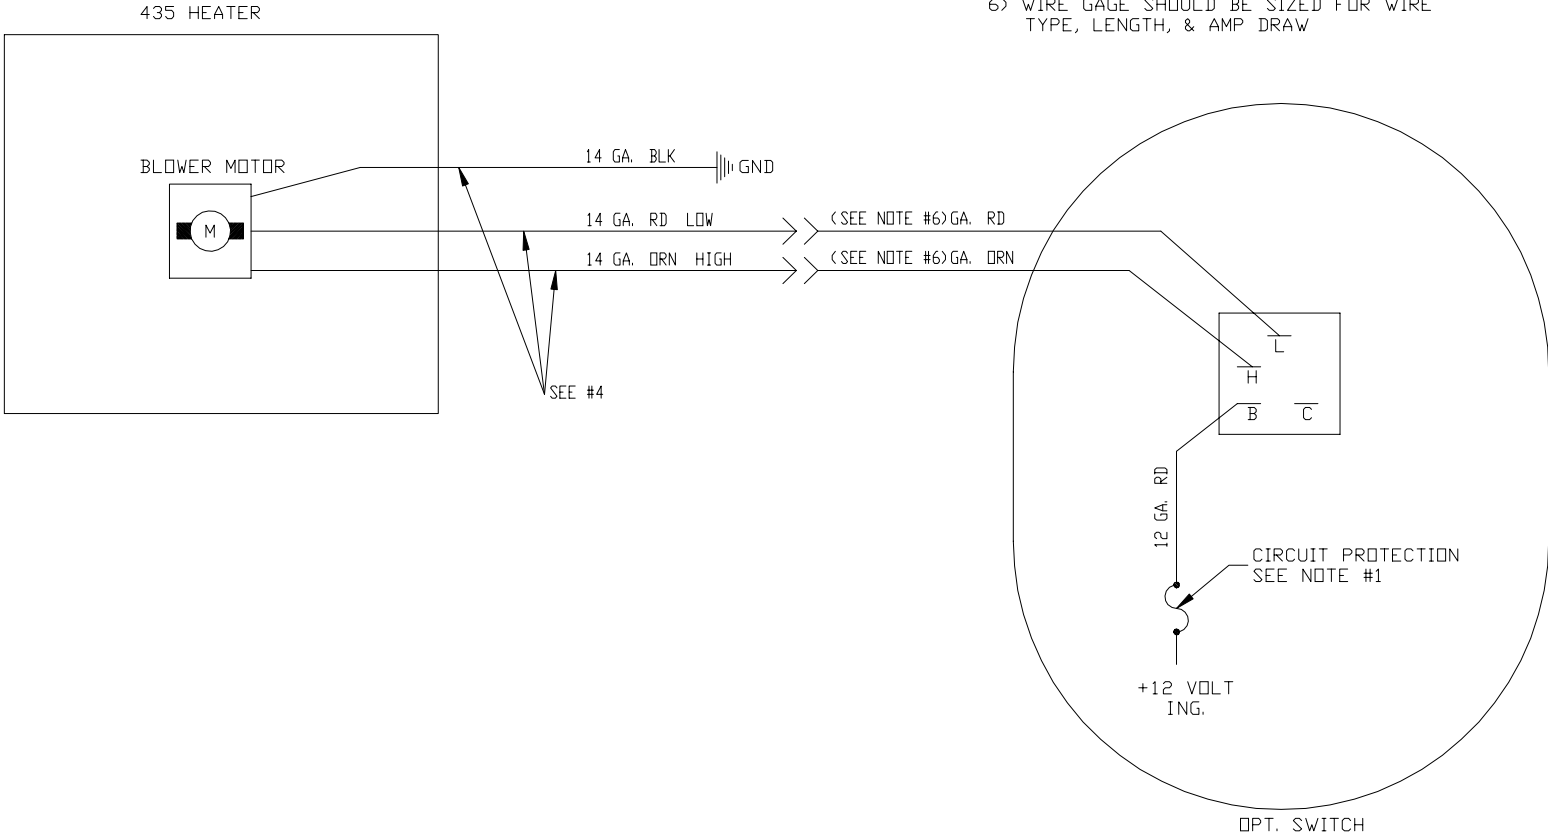 435 HEATER
6) WIRE GAGE SHOULD BE SIZED FOR WIRE
TYPE, LENGTH, & AMP DRAW
BLOWER MOTOR
M
14 GA. BLK
GND
14 GA. RD LOW
(SEE NOTE #6)GA. RD
14 GA. ORN HIGH
(SEE NOTE #6)GA. ORN
SEE #4
L
H
B
C
12 GA. RD
CIRCUIT PROTECTION
SEE NOTE #1
+12 VOLT
ING.
OPT. SWITCH